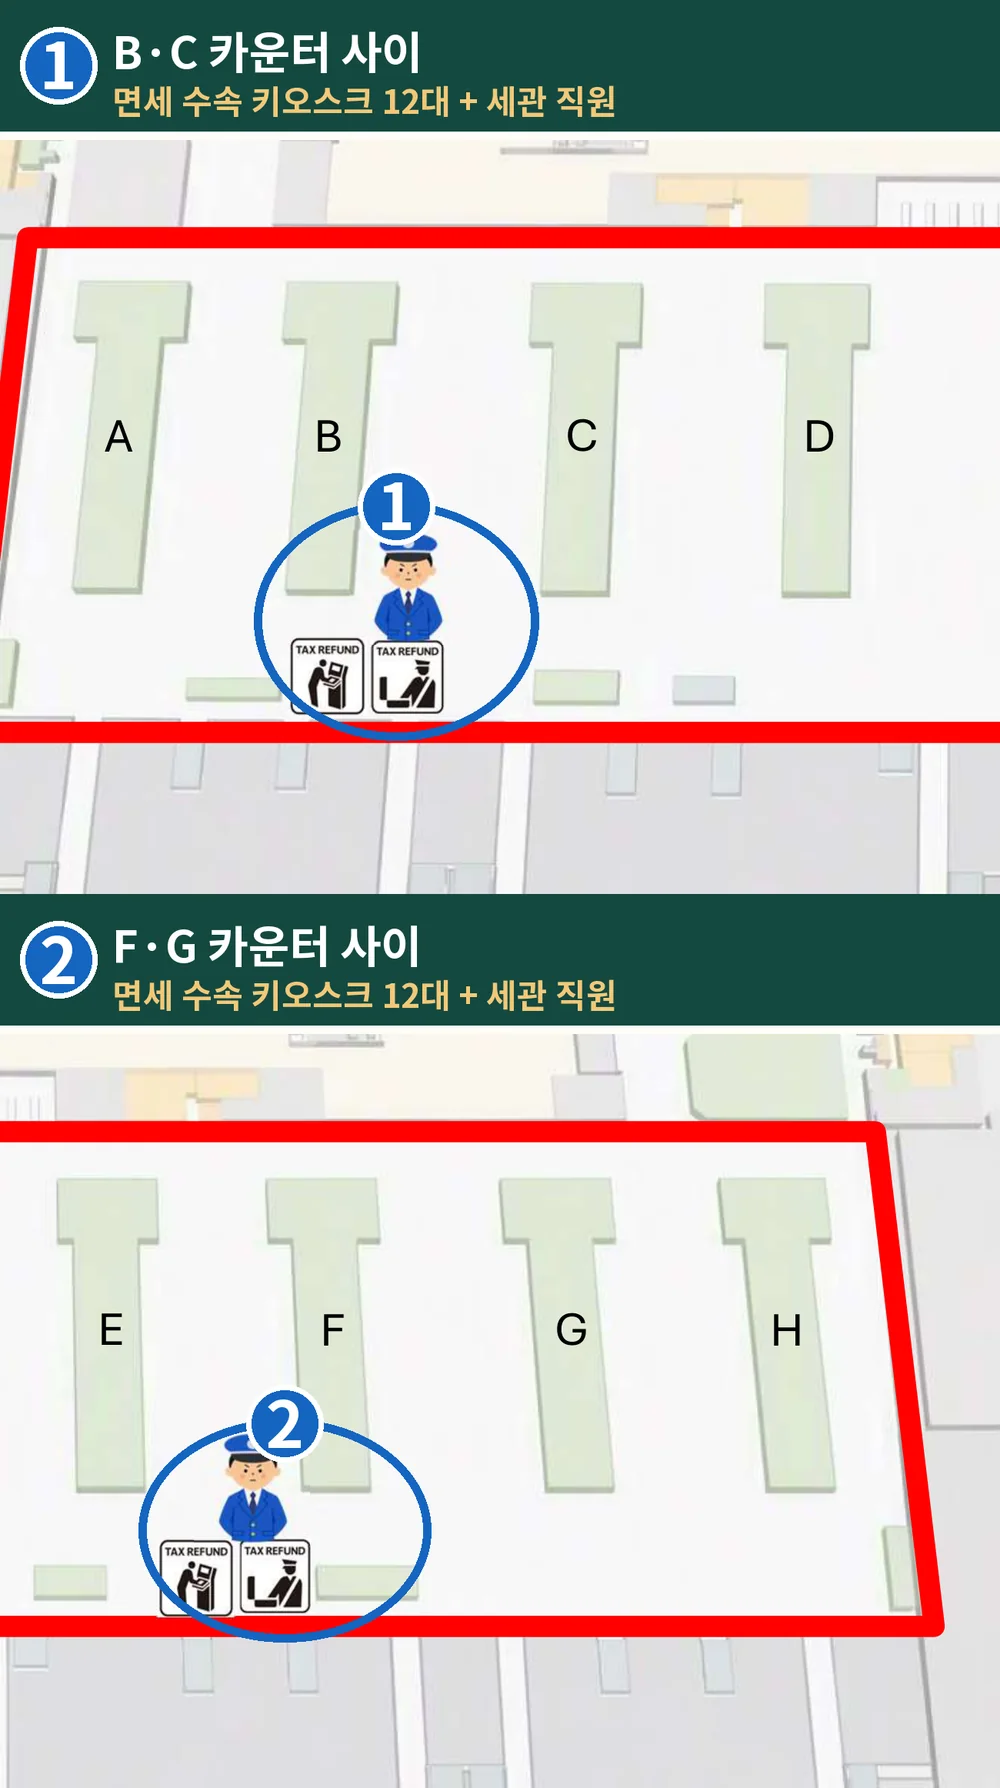 1 B·C 카운터 사이
면세 수속 키오스크 12대 + 세관 직원
A B C D
1
TAX REFUND TAX REFUND
2 F·G 카운터 사이
면세 수속 키오스크 12대 + 세관 직원
E F G H
2
TAX REFUND TAX REFUND